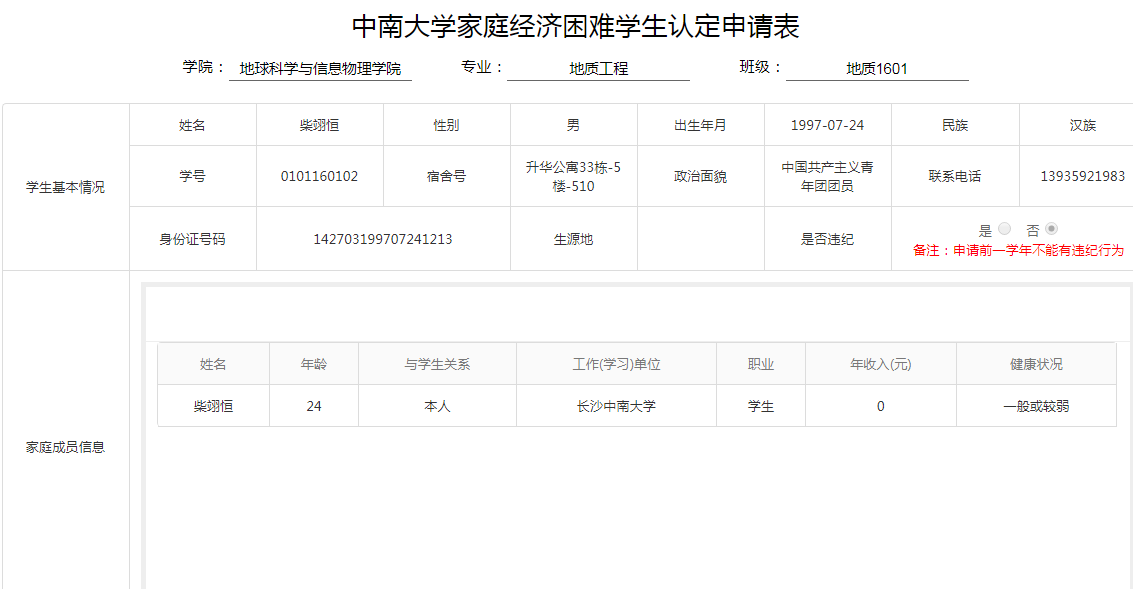 中南大学家庭经济困难学生认定申请表
学院： 地球科学与信息物理学院 专业： 地质工程 班级： 地质1601
学生基本情况
姓名 柴翊恒 性别 男 出生年月 1997-07-24 民族 汉族
学号 0101160102 宿舍号 升华公寓33栋-5楼-510 政治面貌 中国共产主义青年团团员 联系电话 13935921983
身份证号码 142703199707241213 生源地 是否违纪 是 否
备注：申请前一学年不能有违纪行为
家庭成员信息
姓名 年龄 与学生关系 工作(学习)单位 职业 年收入(元) 健康状况
柴翊恒 24 本人 长沙中南大学 学生 0 一般或较弱